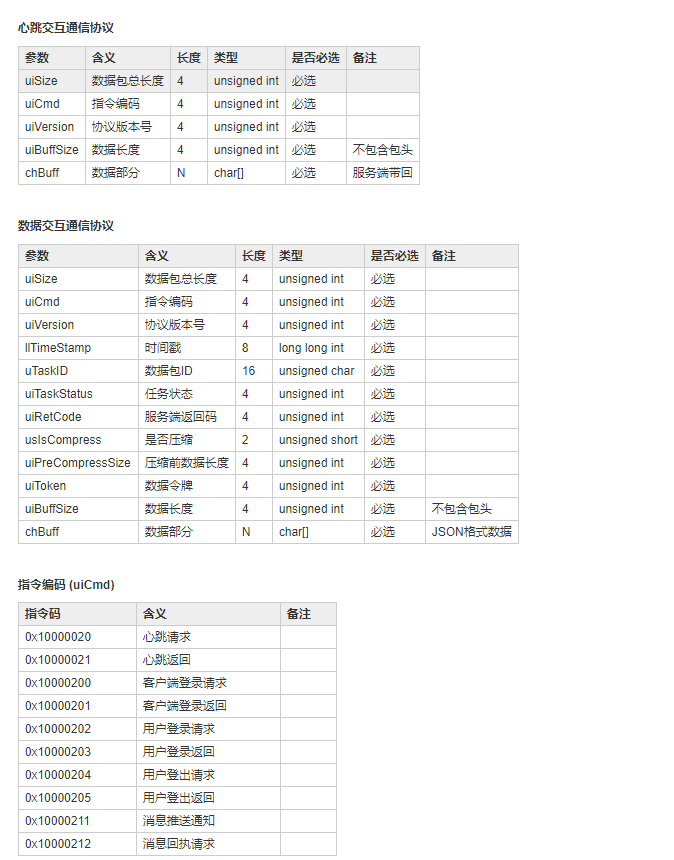 心跳交互通信协议
参数 含义 长度 类型 是否必选 备注
uiSize 数据包总长度 4 unsigned int 必选
uiCmd 指令编码 4 unsigned int 必选
uiVersion 协议版本号 4 unsigned int 必选
uiBuffSize 数据长度 4 unsigned int 必选 不包含包头
chBuff 数据部分 N char[] 必选 服务端带回
数据交互通信协议
参数 含义 长度 类型 是否必选 备注
uiSize 数据包总长度 4 unsigned int 必选
uiCmd 指令编码 4 unsigned int 必选
uiVersion 协议版本号 4 unsigned int 必选
llTimeStamp 时间戳 8 long long int 必选
uTaskID 数据包ID 16 unsigned char 必选
uiTaskStatus 任务状态 4 unsigned int 必选
uiRetCode 服务端返回码 4 unsigned int 必选
usIsCompress 是否压缩 2 unsigned short 必选
uiPreCompressSize 压缩前数据长度 4 unsigned int 必选
uiToken 数据令牌 4 unsigned int 必选
uiBuffSize 数据长度 4 unsigned int 必选 不包含包头
chBuff 数据部分 N char[] 必选 JSON格式数据
指令编码 (uiCmd)
指令码 含义 备注
0x10000020 心跳请求
0x10000021 心跳返回
0x10000200 客户端登录请求
0x10000201 客户端登录返回
0x10000202 用户登录请求
0x10000203 用户登录返回
0x10000204 用户登出请求
0x10000205 用户登出返回
0x10000211 消息推送通知
0x10000212 消息回执请求